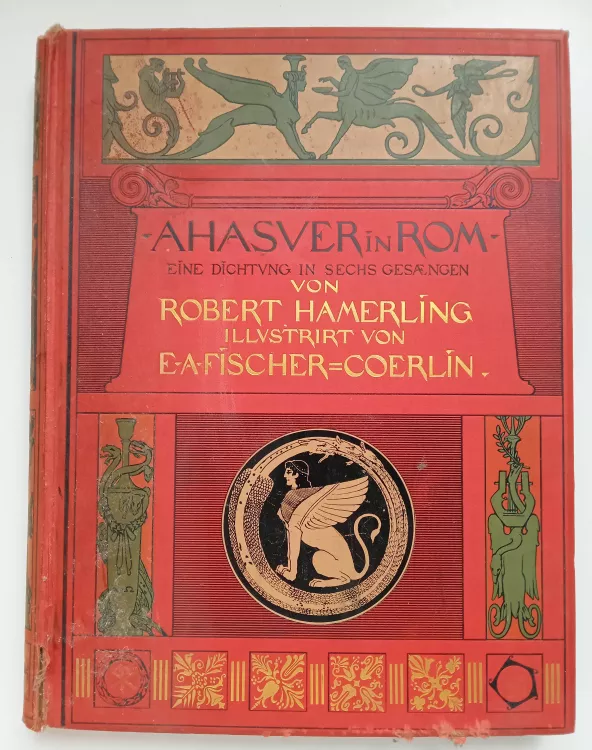 -AHASVER in ROM-
EINE DICHTVNG IN SECHS GESÆNGEN
VON
ROBERT HAMERLING
ILLVSTRIRT VON
E-A-FISCHER=COERLIN.